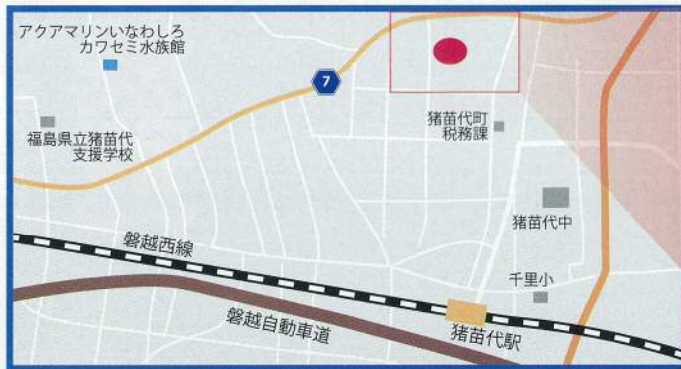 アクアマリンいなわしろ
カワセミ水族館
7
福島県立猪苗代
支援学校
猪苗代町
税務課
猪苗代中
千里小
磐越西線
磐越自動車道
猪苗代駅